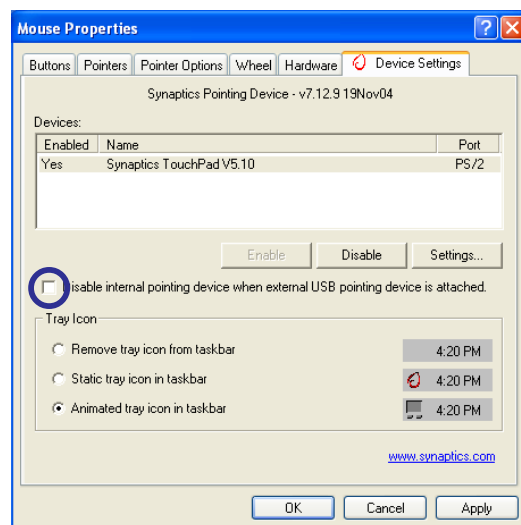 Mouse Properties
Buttons Pointers Pointer Options Wheel Hardware Device Settings
Synaptics Pointing Device - v7.12.9 19Nov04
Devices:
Enabled Name Port
Yes Synaptics TouchPad V5.10 PS/2
Enable Disable Settings...
Disable internal pointing device when external USB pointing device is attached.
Tray Icon
Remove tray icon from taskbar 4:20 PM
Static tray icon in taskbar 4:20 PM
Animated tray icon in taskbar 4:20 PM
www.synaptics.com
OK Cancel Apply